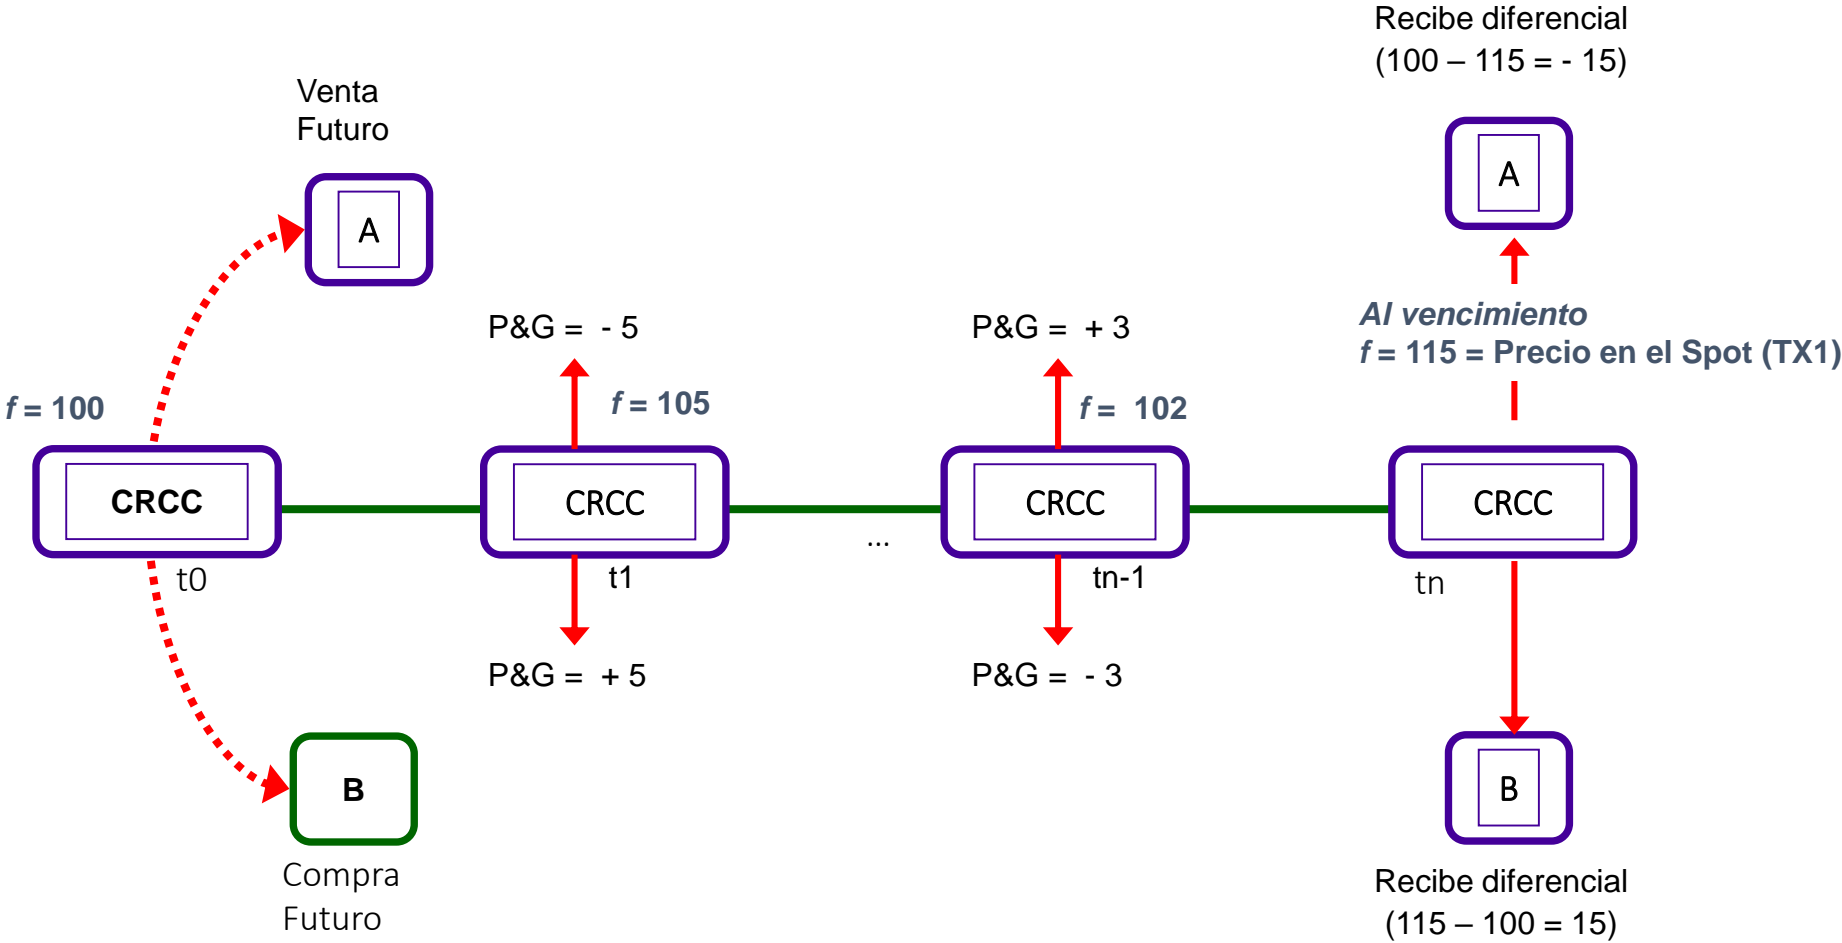 Recibe diferencial
(100 – 115 = - 15)
Venta
Futuro
A
A
P&G = - 5
P&G = + 3
Al vencimiento
f = 115 = Precio en el Spot (TX1)
f = 100
f = 105
f = 102
CRCC
CRCC
CRCC
CRCC
...
t0
t1
tn-1
tn
P&G = + 5
P&G = - 3
B
B
Compra
Futuro
Recibe diferencial
(115 – 100 = 15)